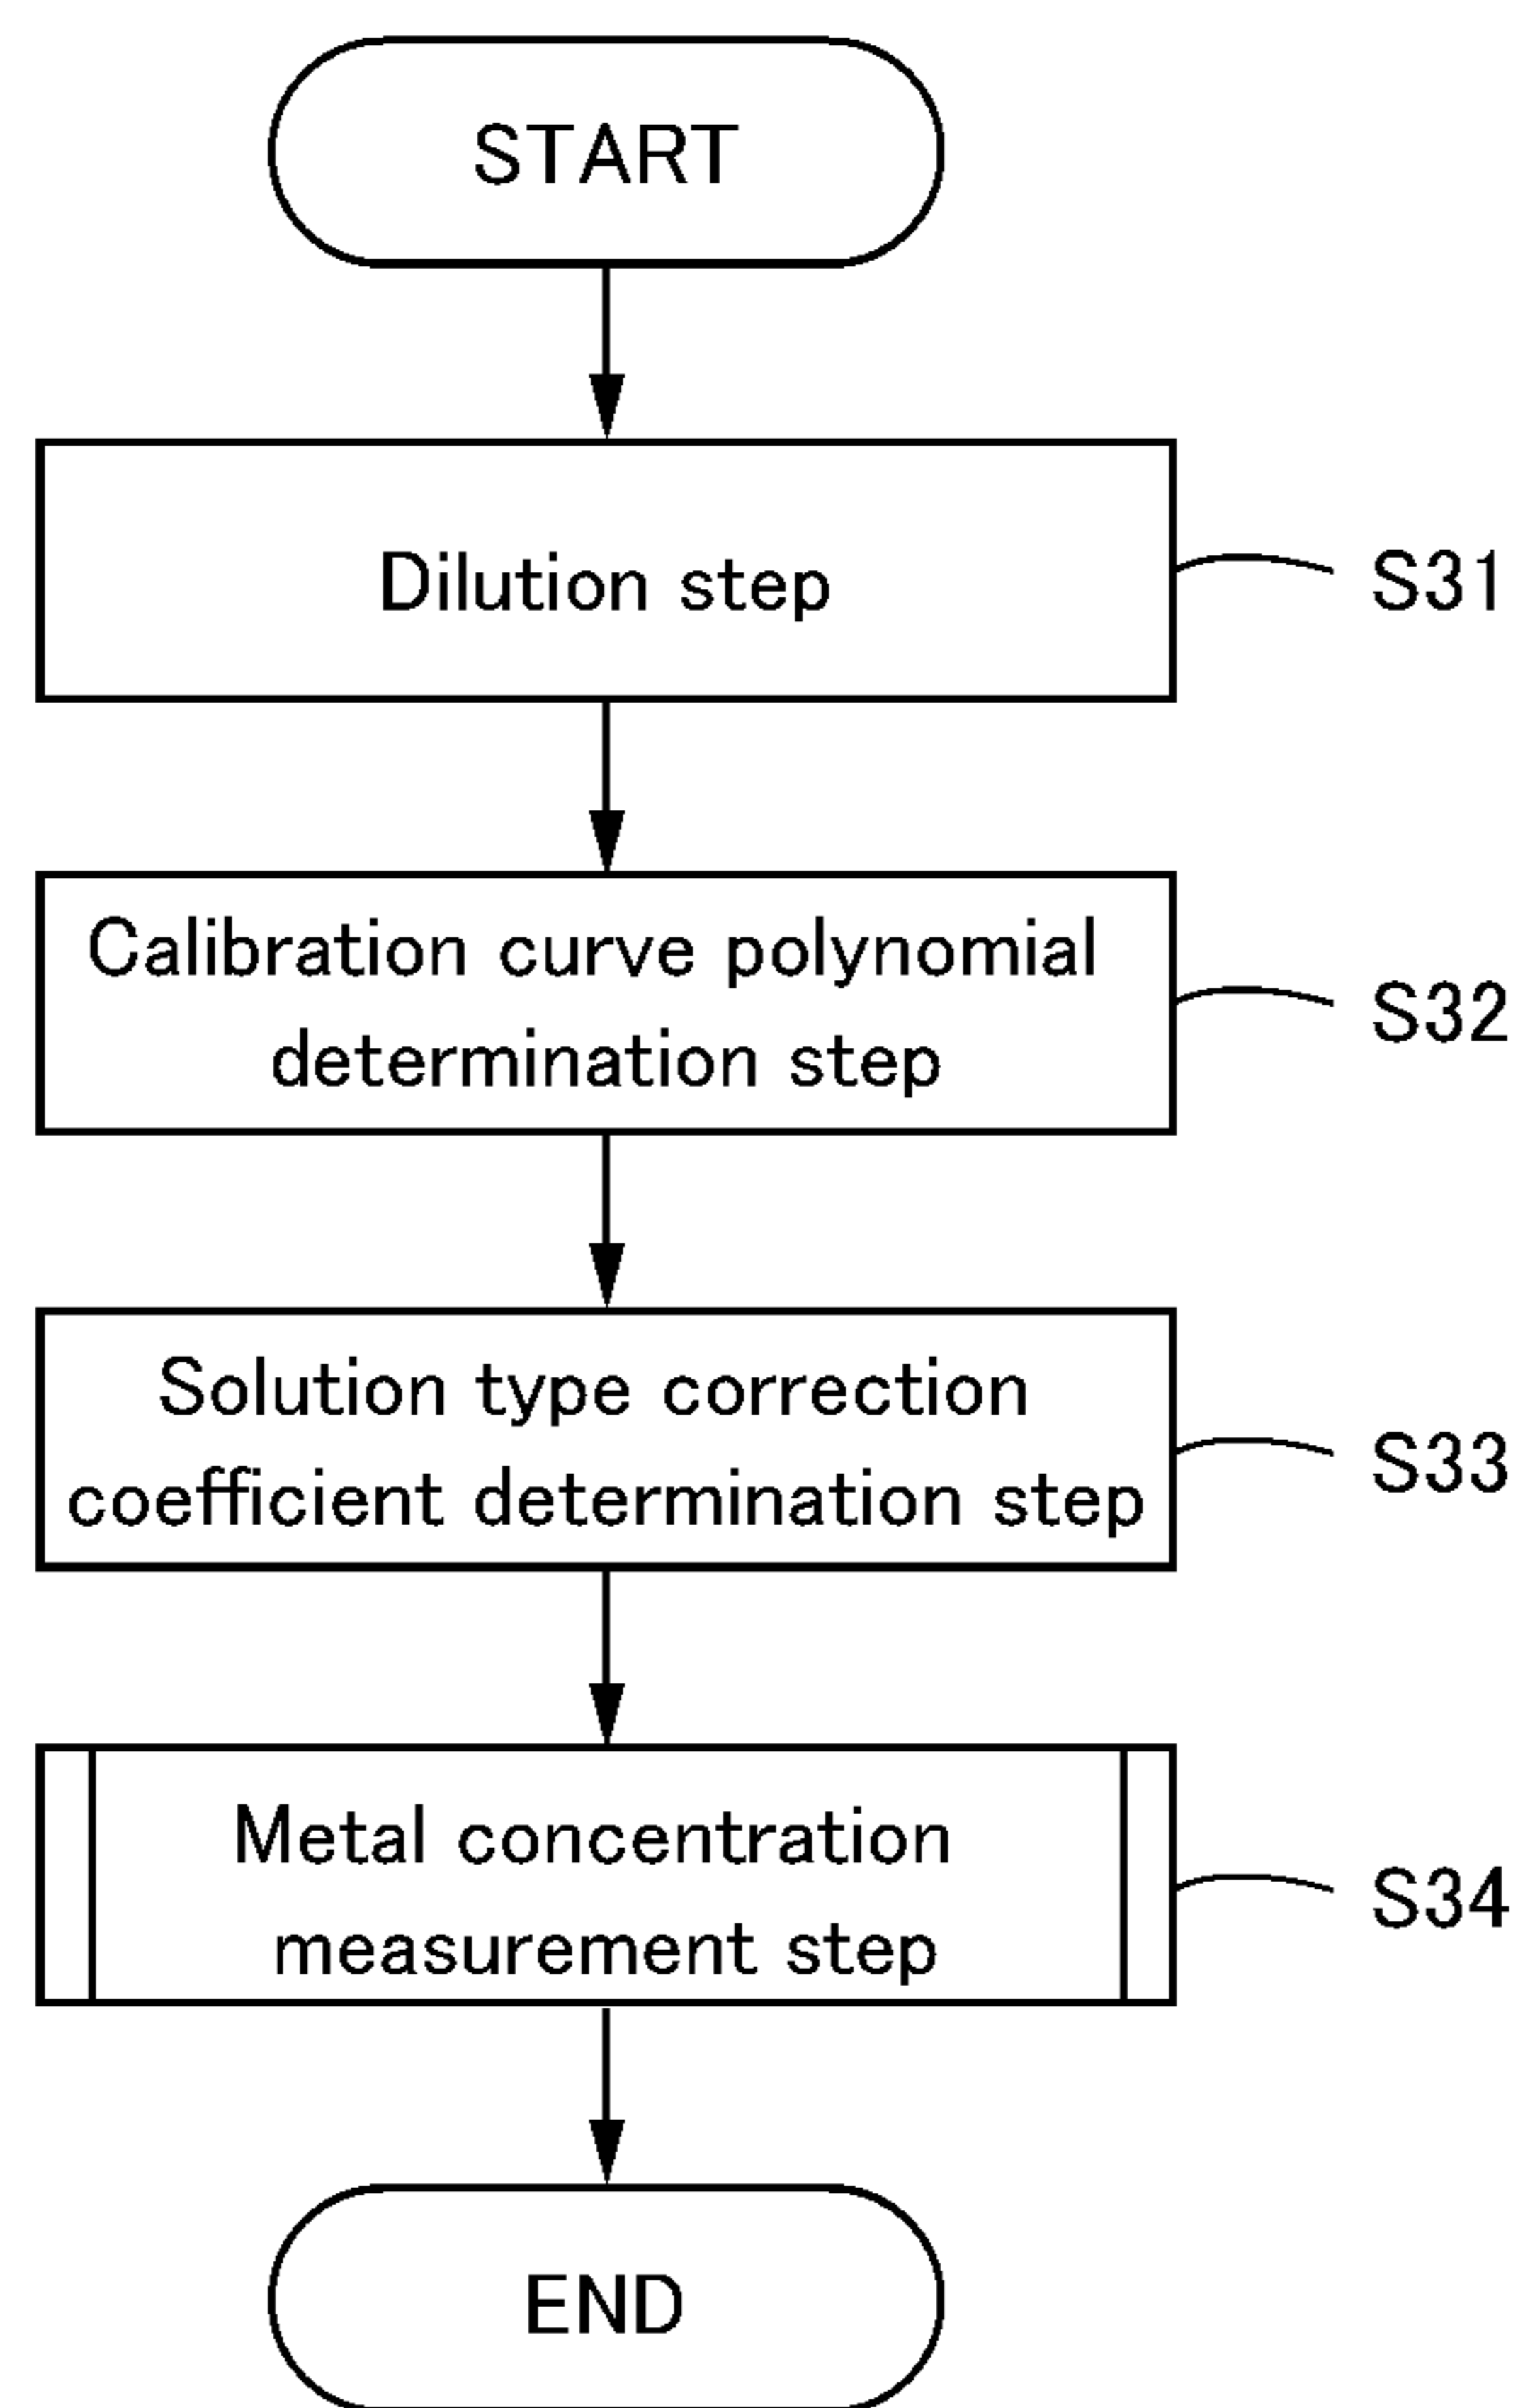 START
Dilution step
S31
Calibration curve polynomial
determination step
S32
Solution type correction
coefficient determination step
S33
Metal concentration
measurement step
S34
END